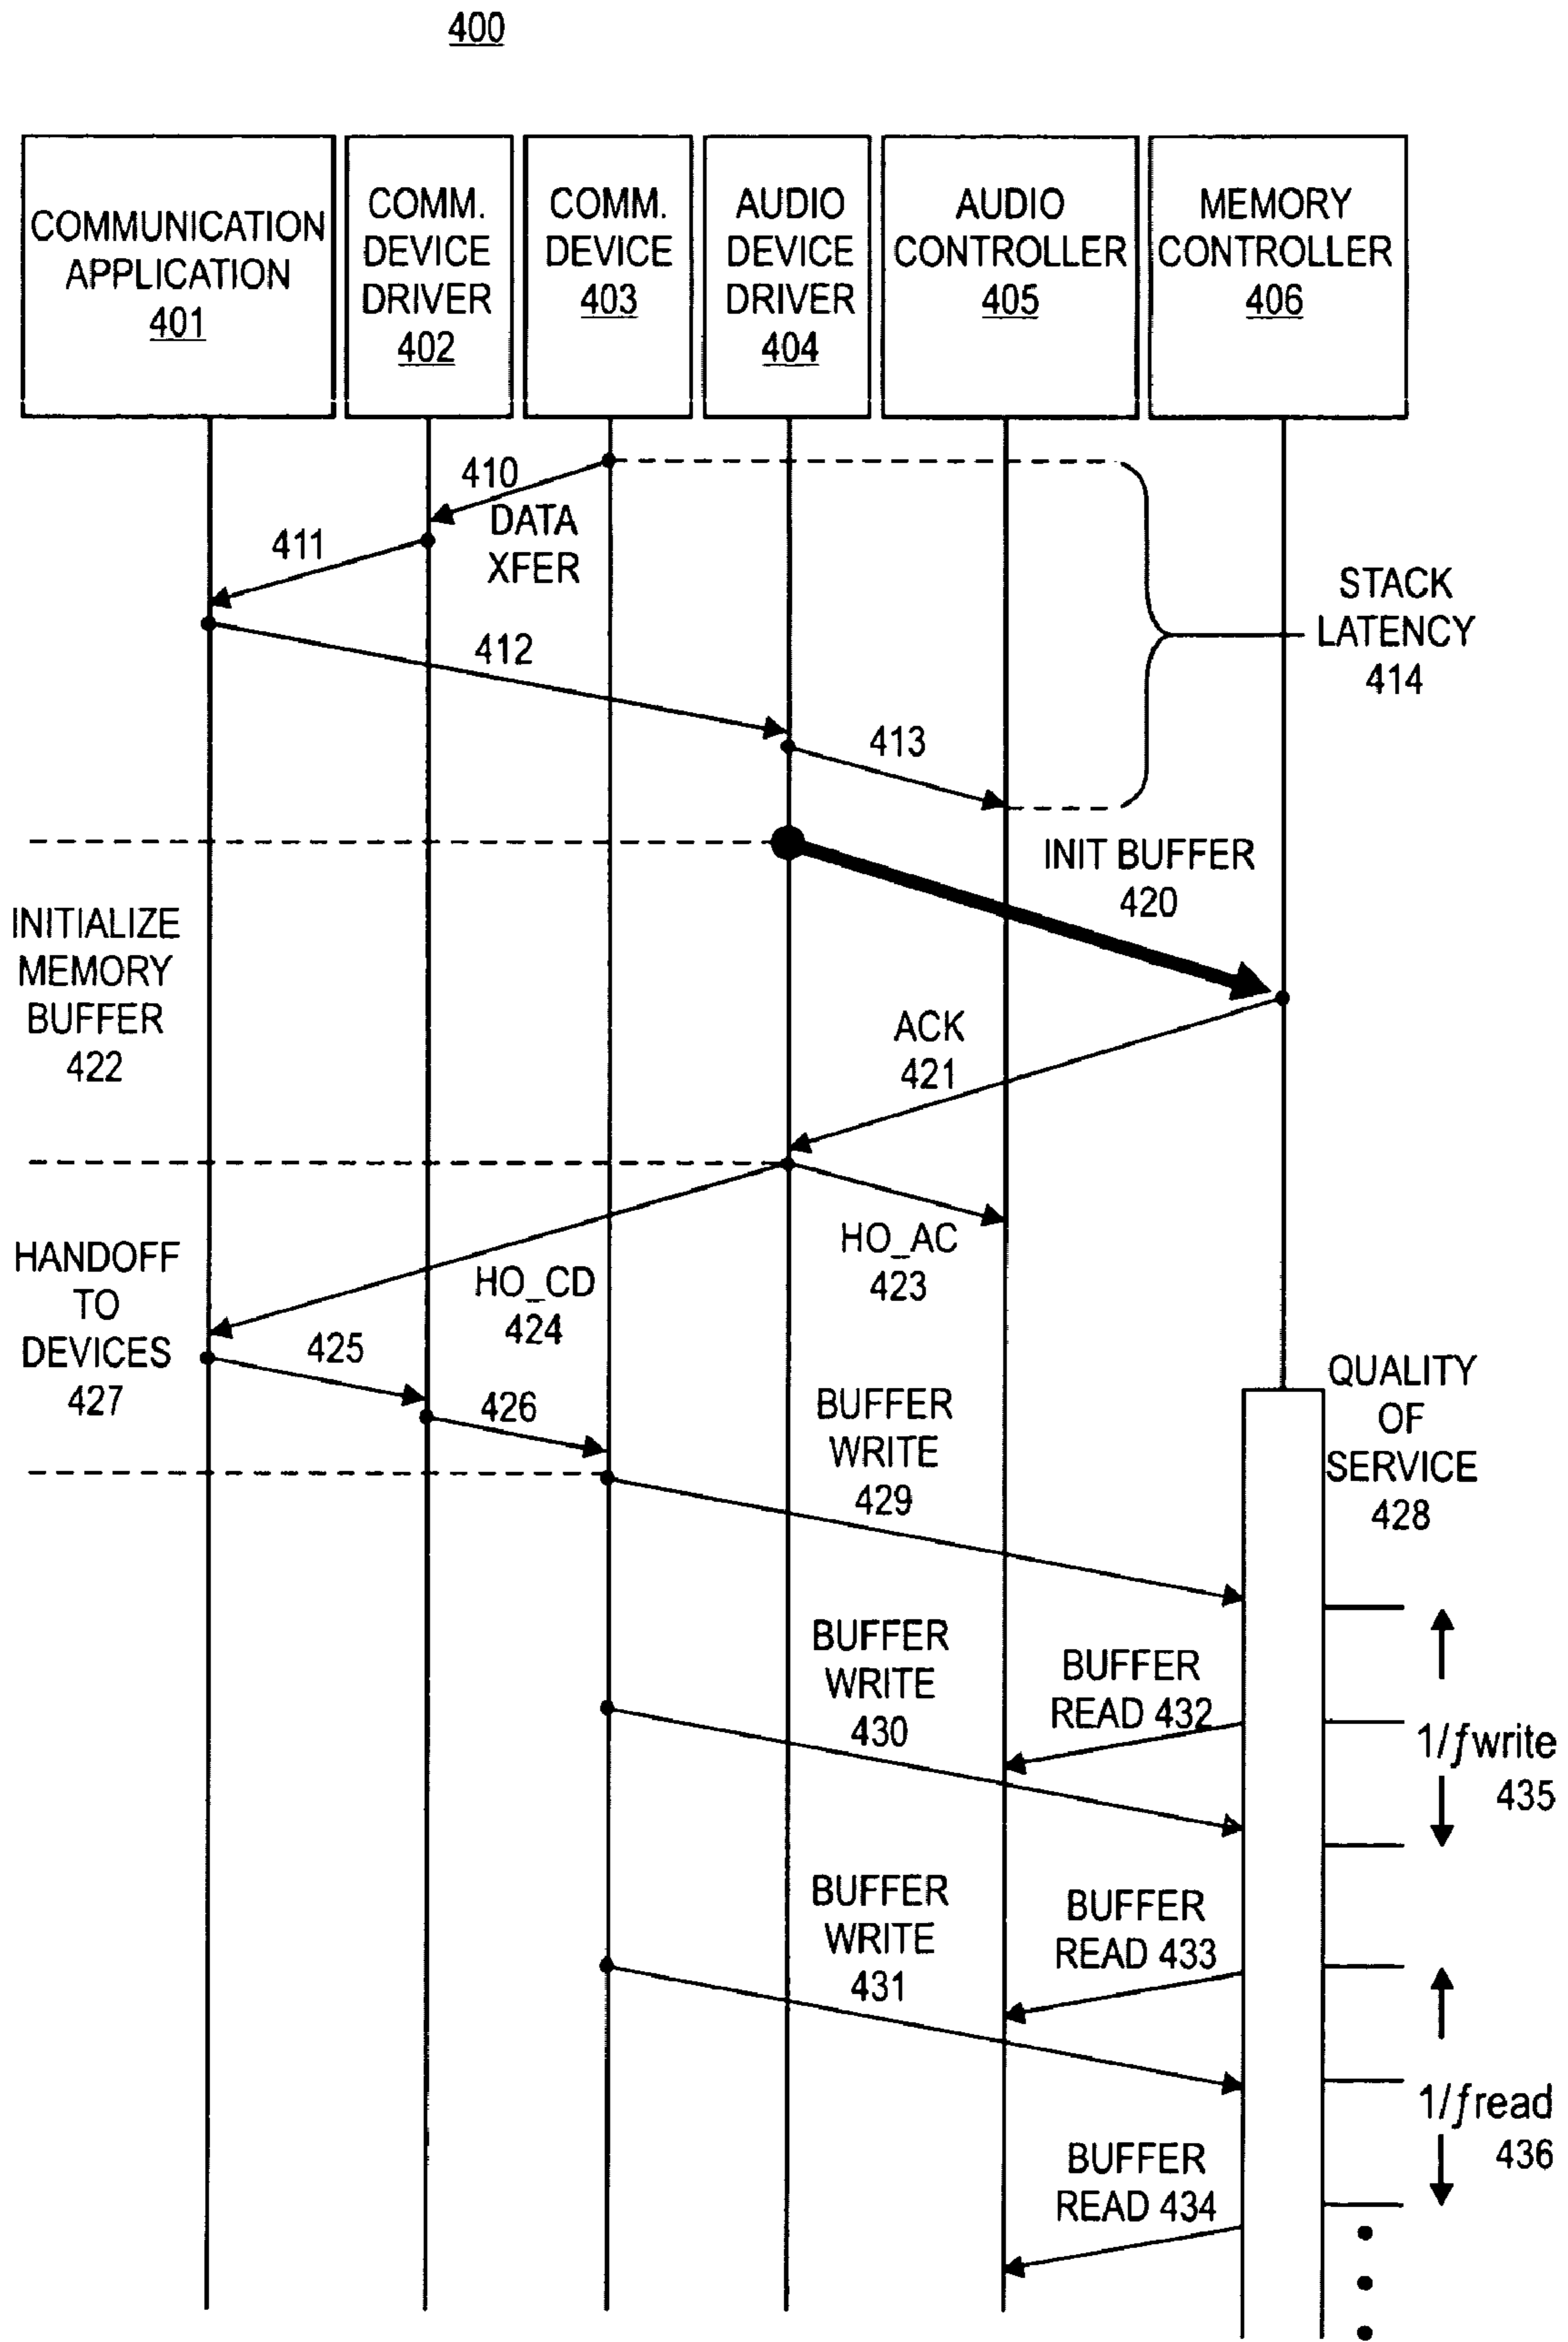 400
COMMUNICATION
APPLICATION
401
COMM.
DEVICE
DRIVER
402
COMM.
DEVICE
403
AUDIO
DEVICE
DRIVER
404
AUDIO
CONTROLLER
405
MEMORY
CONTROLLER
406
410
DATA
XFER
411
412
413
STACK
LATENCY
414
INIT BUFFER
420
INITIALIZE
MEMORY
BUFFER
422
ACK
421
HO_AC
423
HANDOFF
TO
DEVICES
427
HO_CD
424
425
426
QUALITY
OF
SERVICE
428
BUFFER
WRITE
429
BUFFER
WRITE
430
BUFFER
READ 432
1/ƒwrite
435
BUFFER
WRITE
431
BUFFER
READ 433
1/ƒread
436
BUFFER
READ 434